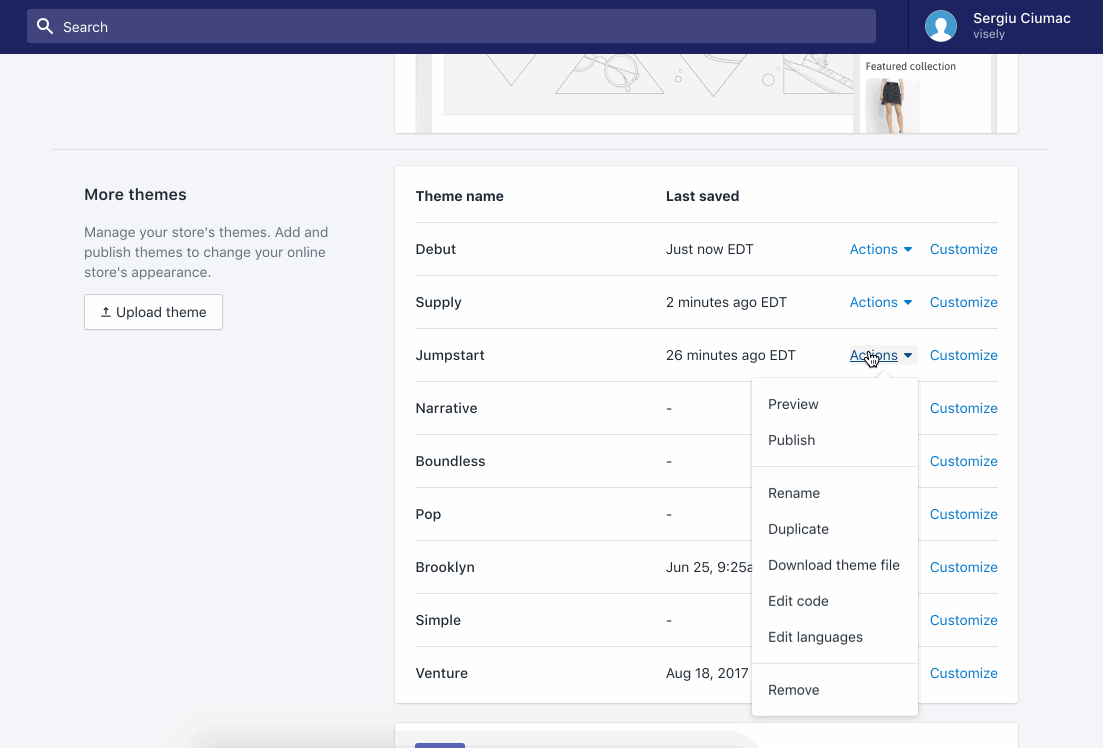 Search
Sergiu Ciumac
visely
Featured collection
More themes
Manage your store's themes. Add and
publish themes to change your online
store's appearance.
Upload theme
Theme name Last saved
Debut Just now EDT Actions Customize
Supply 2 minutes ago EDT Actions Customize
Jumpstart 26 minutes ago EDT Actions Customize
Narrative - Customize
Boundless - Customize
Pop - Customize
Brooklyn Jun 25, 9:25a Customize
Simple - Customize
Venture Aug 18, 2017 Customize
Preview
Publish
Rename
Duplicate
Download theme file
Edit code
Edit languages
Remove